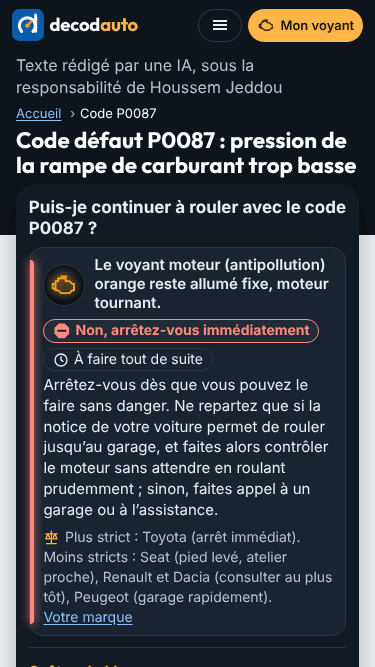 decodauto
Mon voyant
Texte rédigé par une IA, sous la
responsabilité de Houssem Jeddou
Accueil › Code P0087
Code défaut P0087 : pression de
la rampe de carburant trop basse
Puis-je continuer à rouler avec le code
P0087 ?
Le voyant moteur (antipollution)
orange reste allumé fixe, moteur
tournant.
Non, arrêtez-vous immédiatement
À faire tout de suite
Arrêtez-vous dès que vous pouvez le
faire sans danger. Ne repartez que si la
notice de votre voiture permet de rouler
jusqu’au garage, et faites alors contrôler
le moteur sans attendre en roulant
prudemment ; sinon, faites appel à un
garage ou à l’assistance.
Plus strict : Toyota (arrêt immédiat).
Moins stricts : Seat (pied levé, atelier
proche), Renault et Dacia (consulter au plus
tôt), Peugeot (garage rapidement).
Votre marque